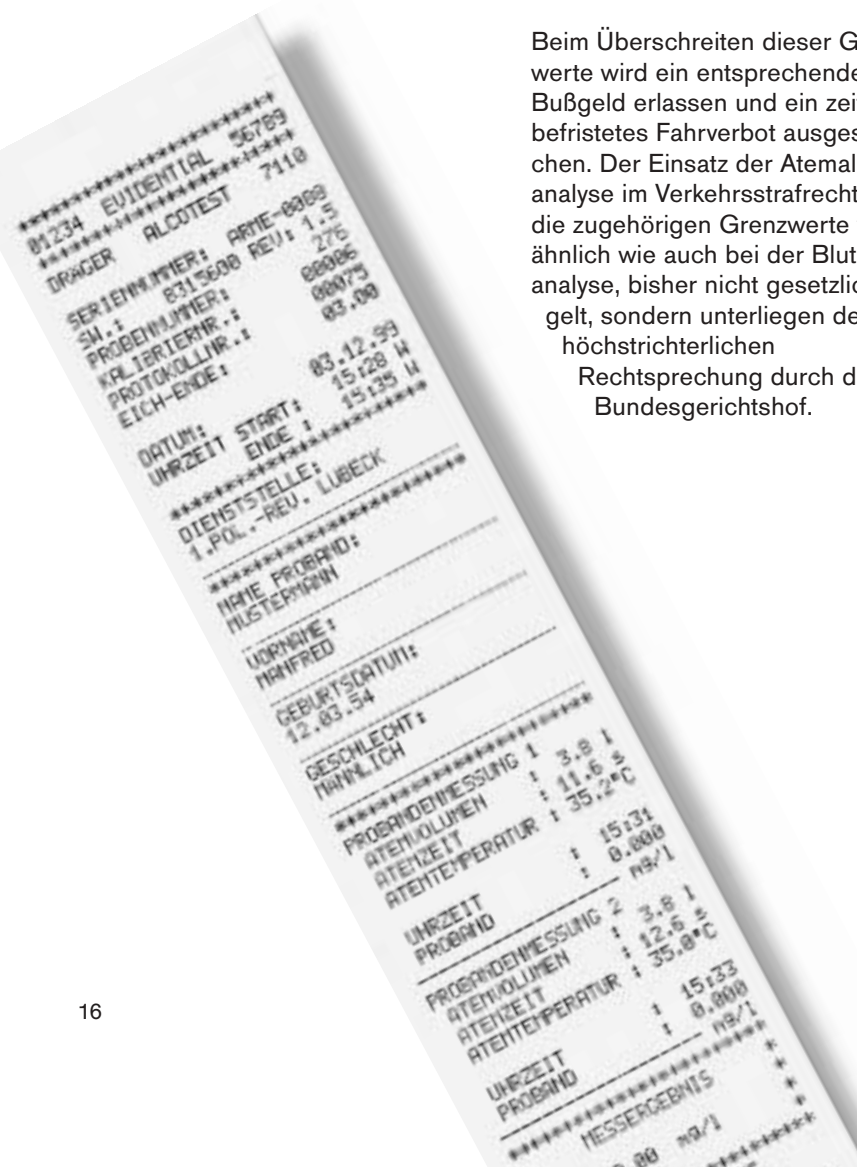 Beim Überschreiten dieser G
werte wird ein entsprechende
Bußgeld erlassen und ein zei
befristetes Fahrverbot ausges
chen. Der Einsatz der Atemal
analyse im Verkehrsstrafrecht
die zugehörigen Grenzwerte
ähnlich wie auch bei der Blut
analyse, bisher nicht gesetzlic
gelt, sondern unterliegen de
höchstrichterlichen
Rechtsprechung durch d
Bundesgerichtshof.
************************
01234 EVIDENTIAL 56789
************************
DRAGER ALCOTEST 7110
SERIENNUMMER: ARME-0080
SW.: 8315600 REV: 1.5
PROBENNUMMER: 276
KALIBRIERNR.: 00006
PROTOKOLLNR.: 00075
EICH-ENDE: 03.00
DATUM: 03.12.99
UHRZEIT START: 15:28 W
ENDE : 15:35 W
************************
DIENSTSTELLE:
1.POL.-REV. LUBECK
************************
NAME PROBAND:
MUSTERMANN
VORNAME:
MANFRED
GEBURTSDATUM:
12.03.54
GESCHLECHT:
MANNLICH
************************
PROBANDENMESSUNG 1
ATEMVOLUMEN : 3.8 l
ATEMZEIT : 11.6 s
ATEMTEMPERATUR : 35.2°C
UHRZEIT : 15:31
PROBAND : 0.000
mg/l
PROBANDENMESSUNG 2
ATEMVOLUMEN : 3.8 l
ATEMZEIT : 12.6 s
ATEMTEMPERATUR : 35.0°C
UHRZEIT : 15:33
PROBAND : 0.000
mg/l
************************
* MESSERGEBNIS *
mg/l
16